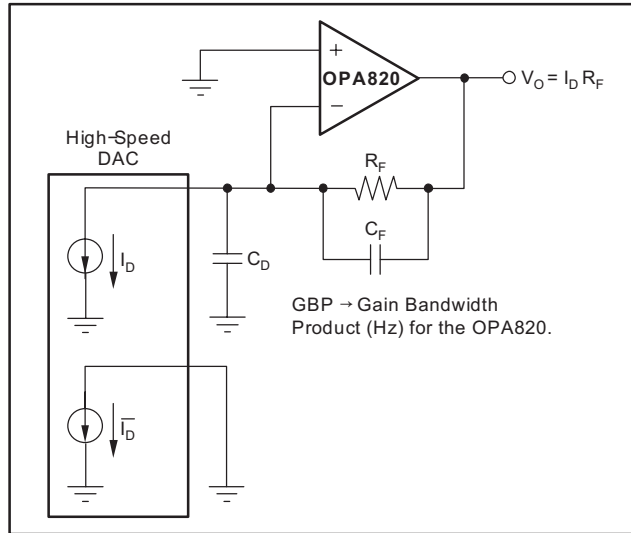 +
OPA820
−
V_O = I_D R_F
High−Speed
DAC
R_F
C_F
I_D
C_D
GBP → Gain Bandwidth
Product (Hz) for the OPA820.
I̅_D